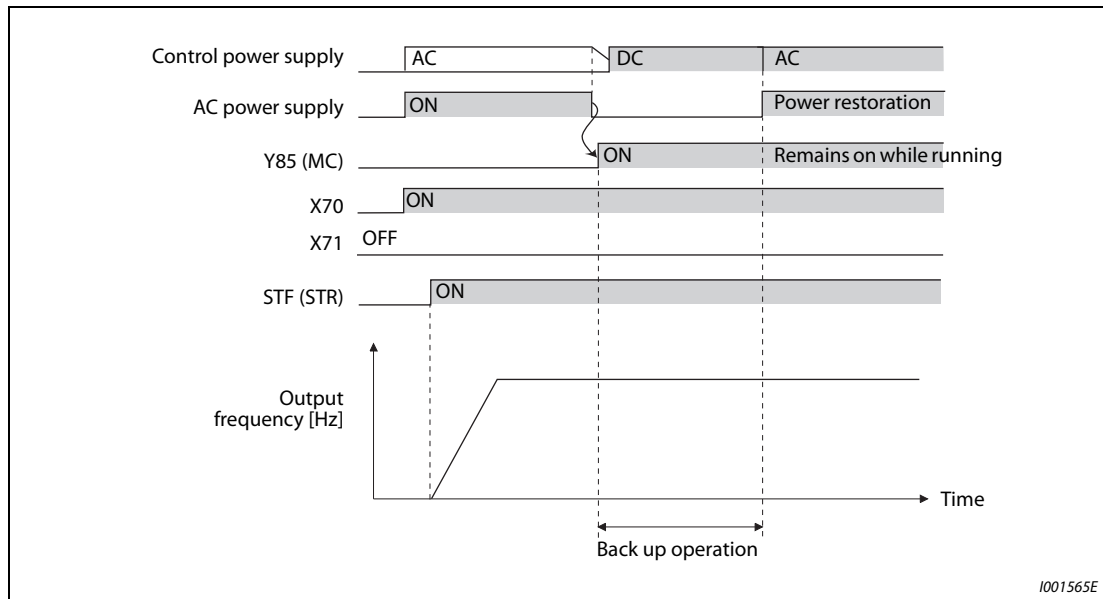 Control power supply
AC
DC
AC
AC power supply
ON
Power restoration
Y85 (MC)
ON
Remains on while running
X70
ON
X71
OFF
STF (STR)
ON
Output
frequency [Hz]
Time
Back up operation
I001565E